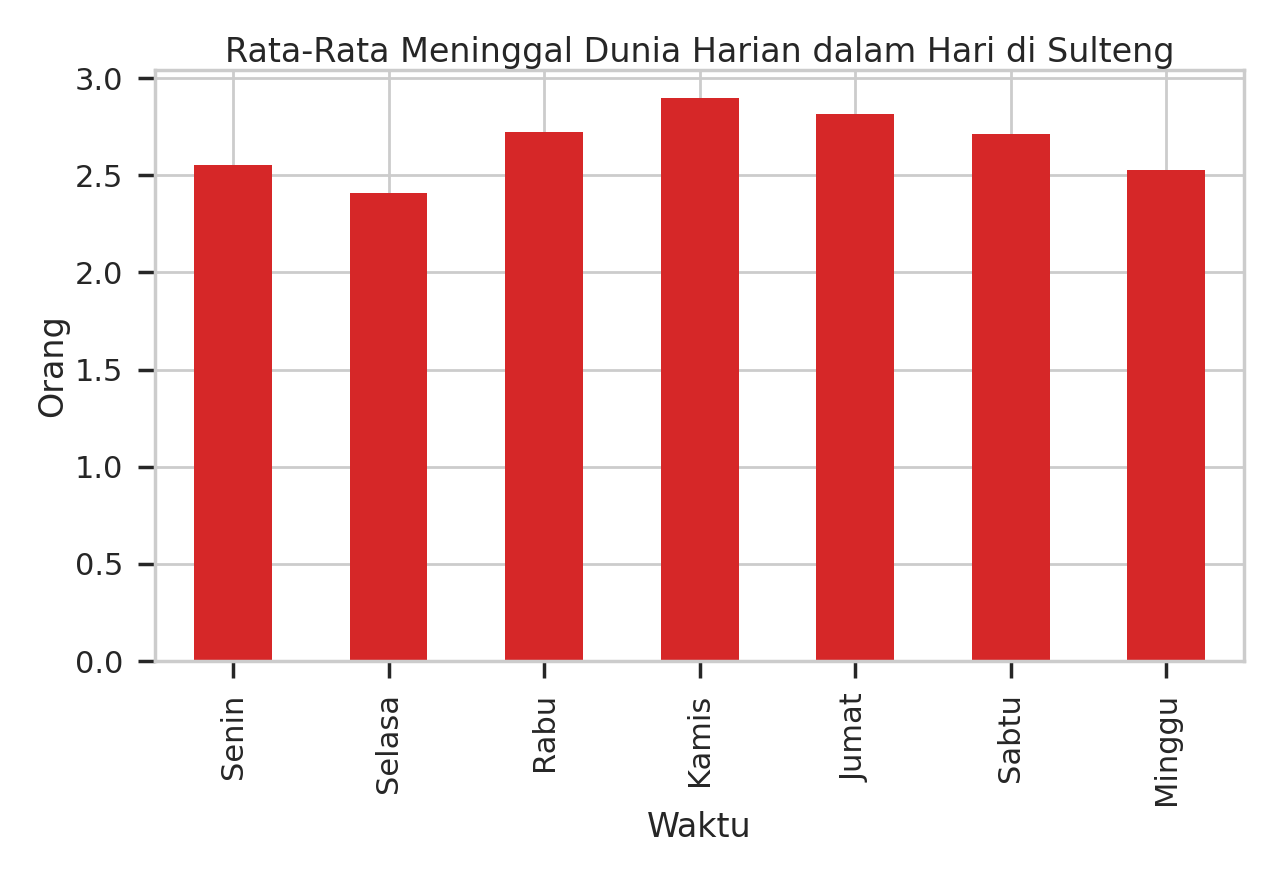 Rata-Rata Meninggal Dunia Harian dalam Hari di Sulteng
3.0
2.5
2.0
1.5
1.0
0.5
0.0
Orang
Senin
Selasa
Rabu
Kamis
Jumat
Sabtu
Minggu
Waktu